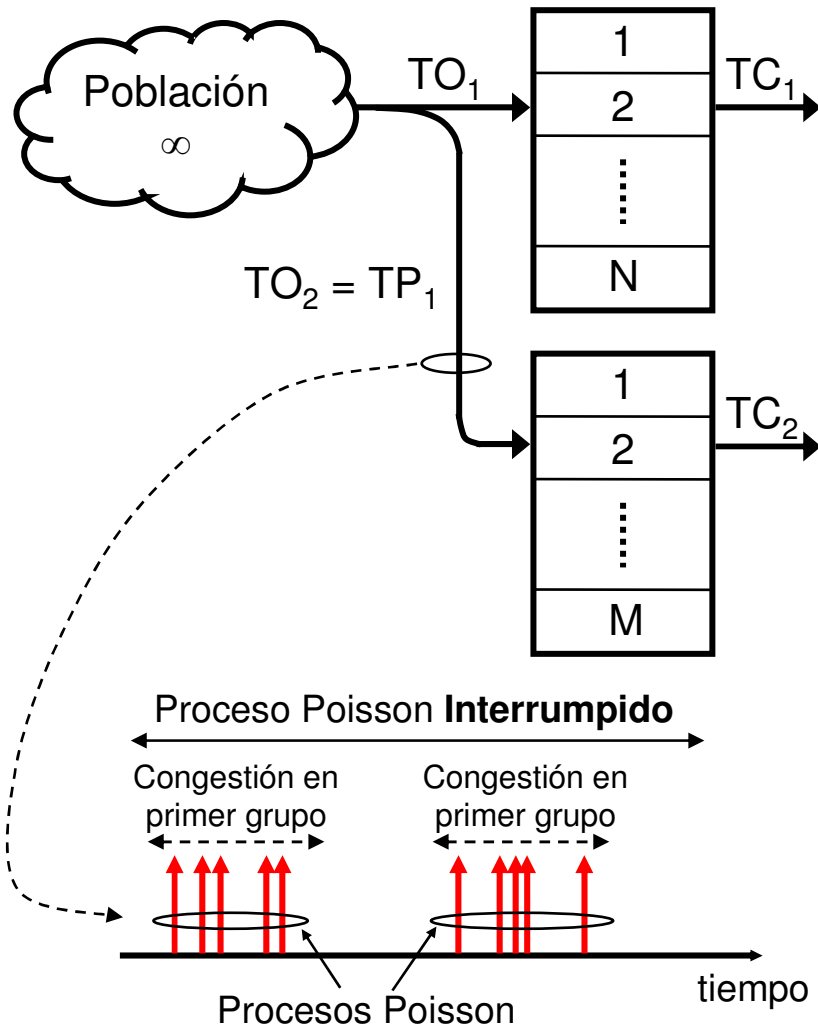 Población
∞
TO₁
1
2
N
TC₁
TO₂ = TP₁
1
2
M
TC₂
Proceso Poisson Interrumpido
Congestión en
primer grupo
Congestión en
primer grupo
tiempo
Procesos Poisson